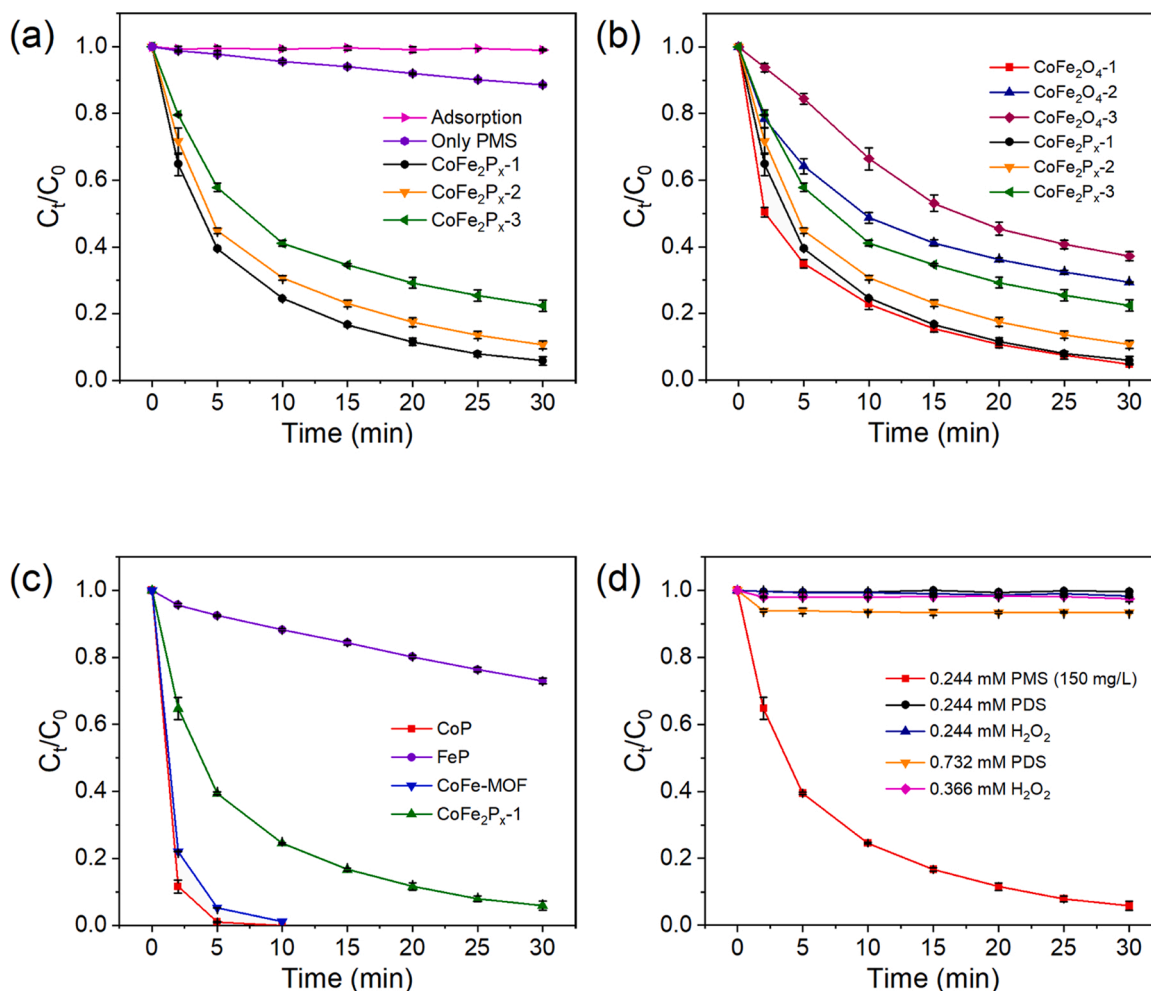 (a)
1.0
0.8
0.6
0.4
0.2
0.0
Cₜ/C₀
Adsorption
Only PMS
CoFe₂Pₓ-1
CoFe₂Pₓ-2
CoFe₂Pₓ-3
0 5 10 15 20 25 30
Time (min)
(b)
1.0
0.8
0.6
0.4
0.2
0.0
Cₜ/C₀
CoFe₂O₄-1
CoFe₂O₄-2
CoFe₂O₄-3
CoFe₂Pₓ-1
CoFe₂Pₓ-2
CoFe₂Pₓ-3
0 5 10 15 20 25 30
Time (min)
(c)
1.0
0.8
0.6
0.4
0.2
0.0
Cₜ/C₀
CoP
FeP
CoFe-MOF
CoFe₂Pₓ-1
0 5 10 15 20 25 30
Time (min)
(d)
1.0
0.8
0.6
0.4
0.2
0.0
Cₜ/C₀
0.244 mM PMS (150 mg/L)
0.244 mM PDS
0.244 mM H₂O₂
0.732 mM PDS
0.366 mM H₂O₂
0 5 10 15 20 25 30
Time (min)